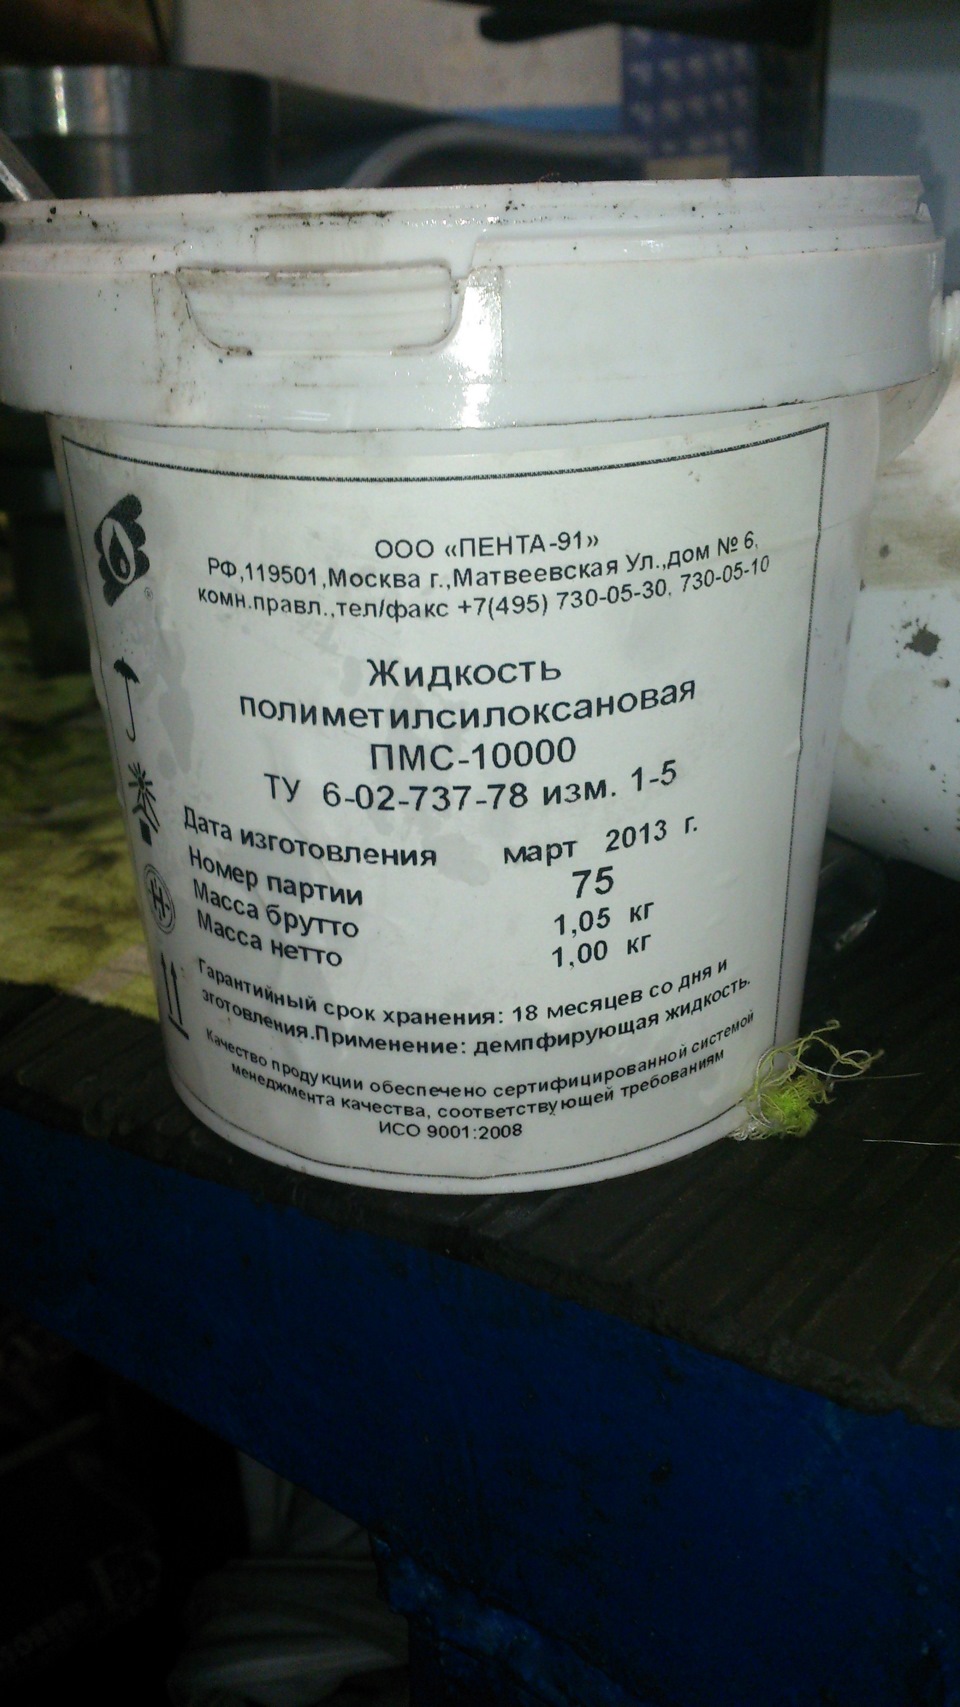 ООО «ПЕНТА-91»
РФ,119501,Москва г.,Матвеевская Ул.,дом № 6,
комн.правл.,тел/факс +7(495) 730-05-30, 730-05-10
Жидкость
полиметилсилоксановая
ПМС-10000
ТУ 6-02-737-78 изм. 1-5
Дата изготовления март 2013 г.
Номер партии 75
Масса брутто 1,05 кг
Масса нетто 1,00 кг
Гарантийный срок хранения: 18 месяцев со дня и
зготовления.Применение: демпфирующая жидкость.
Качество продукции обеспечено сертифицированной системой
менеджмента качества, соответствующей требованиям
ИСО 9001:2008